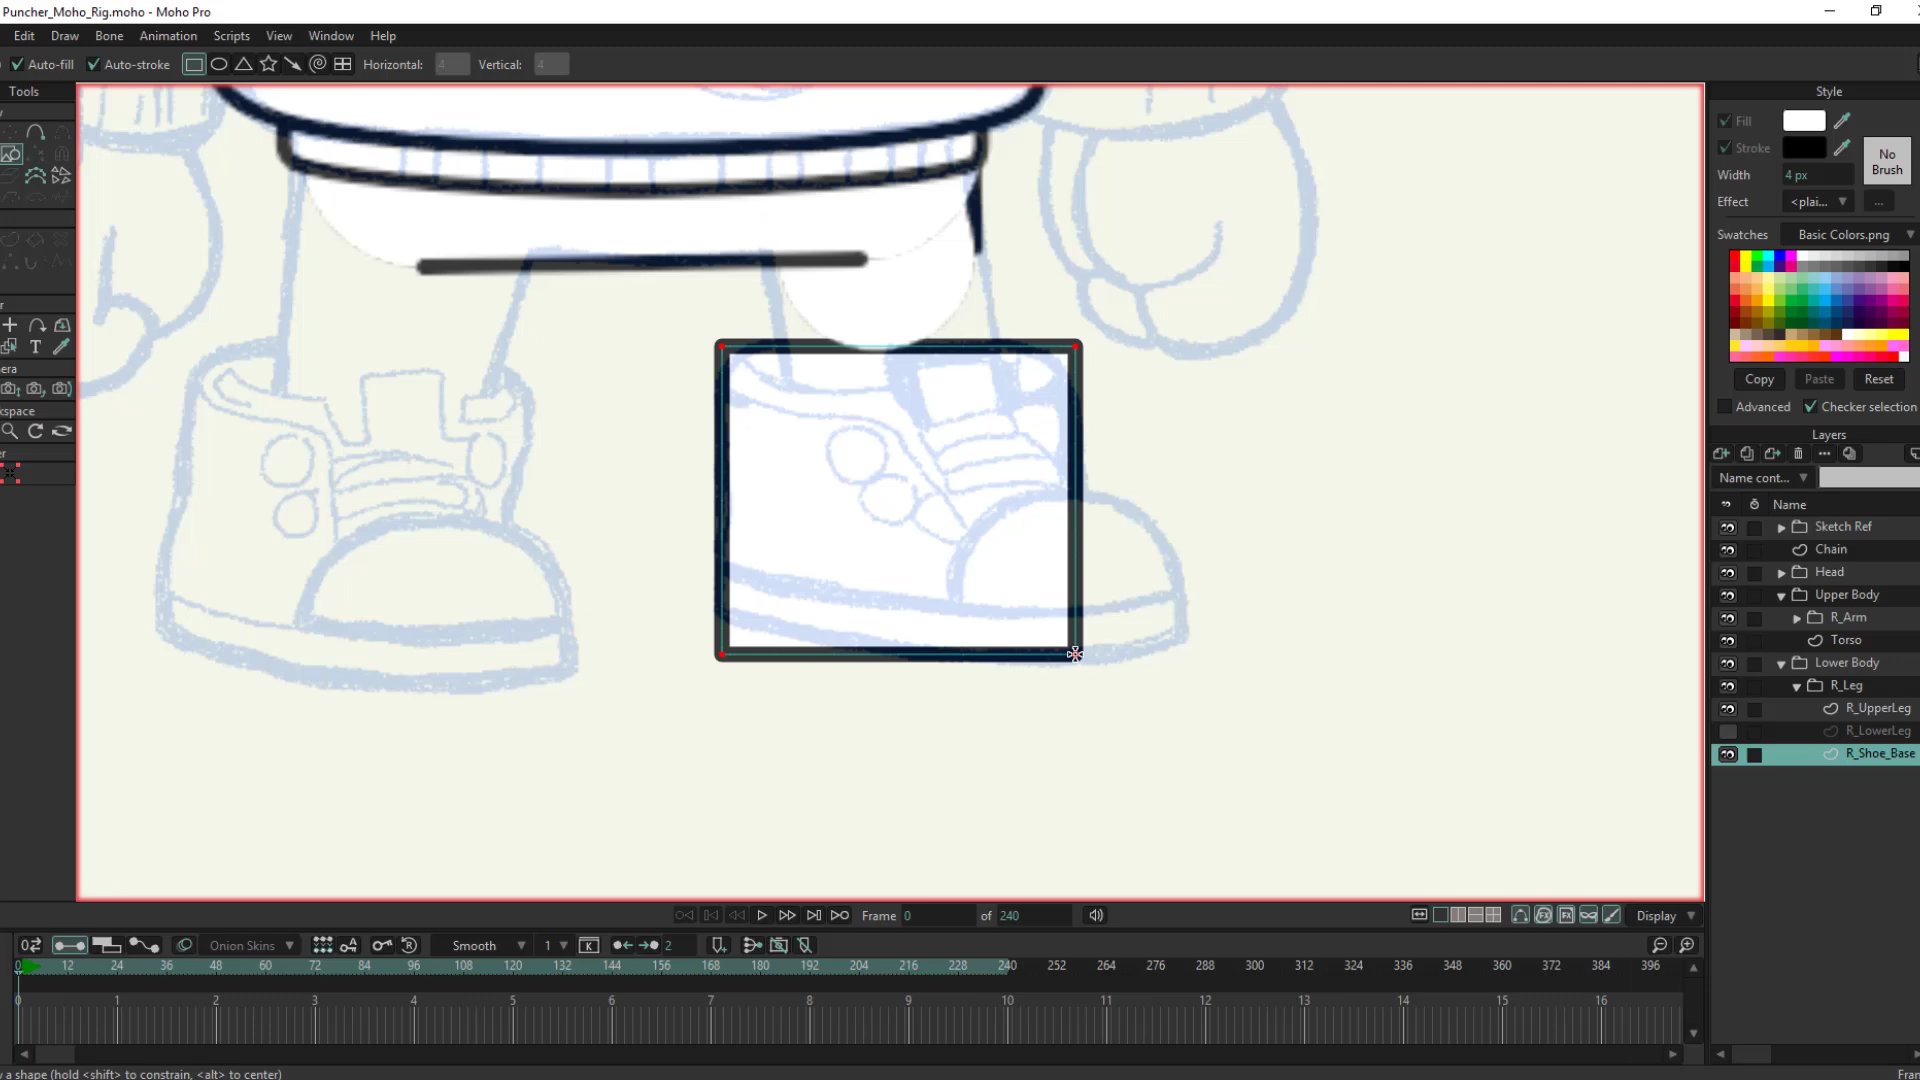 Puncher_Moho_Rig.moho - Moho Pro
Edit Draw Bone Animation Scripts View Window Help
Auto-fill Auto-stroke Horizontal: 4 Vertical: 4
Tools
Style
Fill
Stroke
No Brush
Width 4 px
Effect <plai... ...
Swatches Basic Colors.png
Copy Paste Reset
Advanced Checker selection
Layers
Name cont...
Name
Sketch Ref
Chain
Head
Upper Body
R_Arm
Torso
Lower Body
R_Leg
R_UpperLeg
R_LowerLeg
R_Shoe_Base
Frame 0 of 240 Display
Onion Skins Smooth 1 2
0 12 24 36 48 60 72 84 96 108 120 132 144 156 168 180 192 204 216 228 240 252 264 276 288 300 312 324 336 348 360 372 384 396
0 1 2 3 4 5 6 7 8 9 10 11 12 13 14 15 16
a shape (hold <shift> to constrain, <alt> to center)